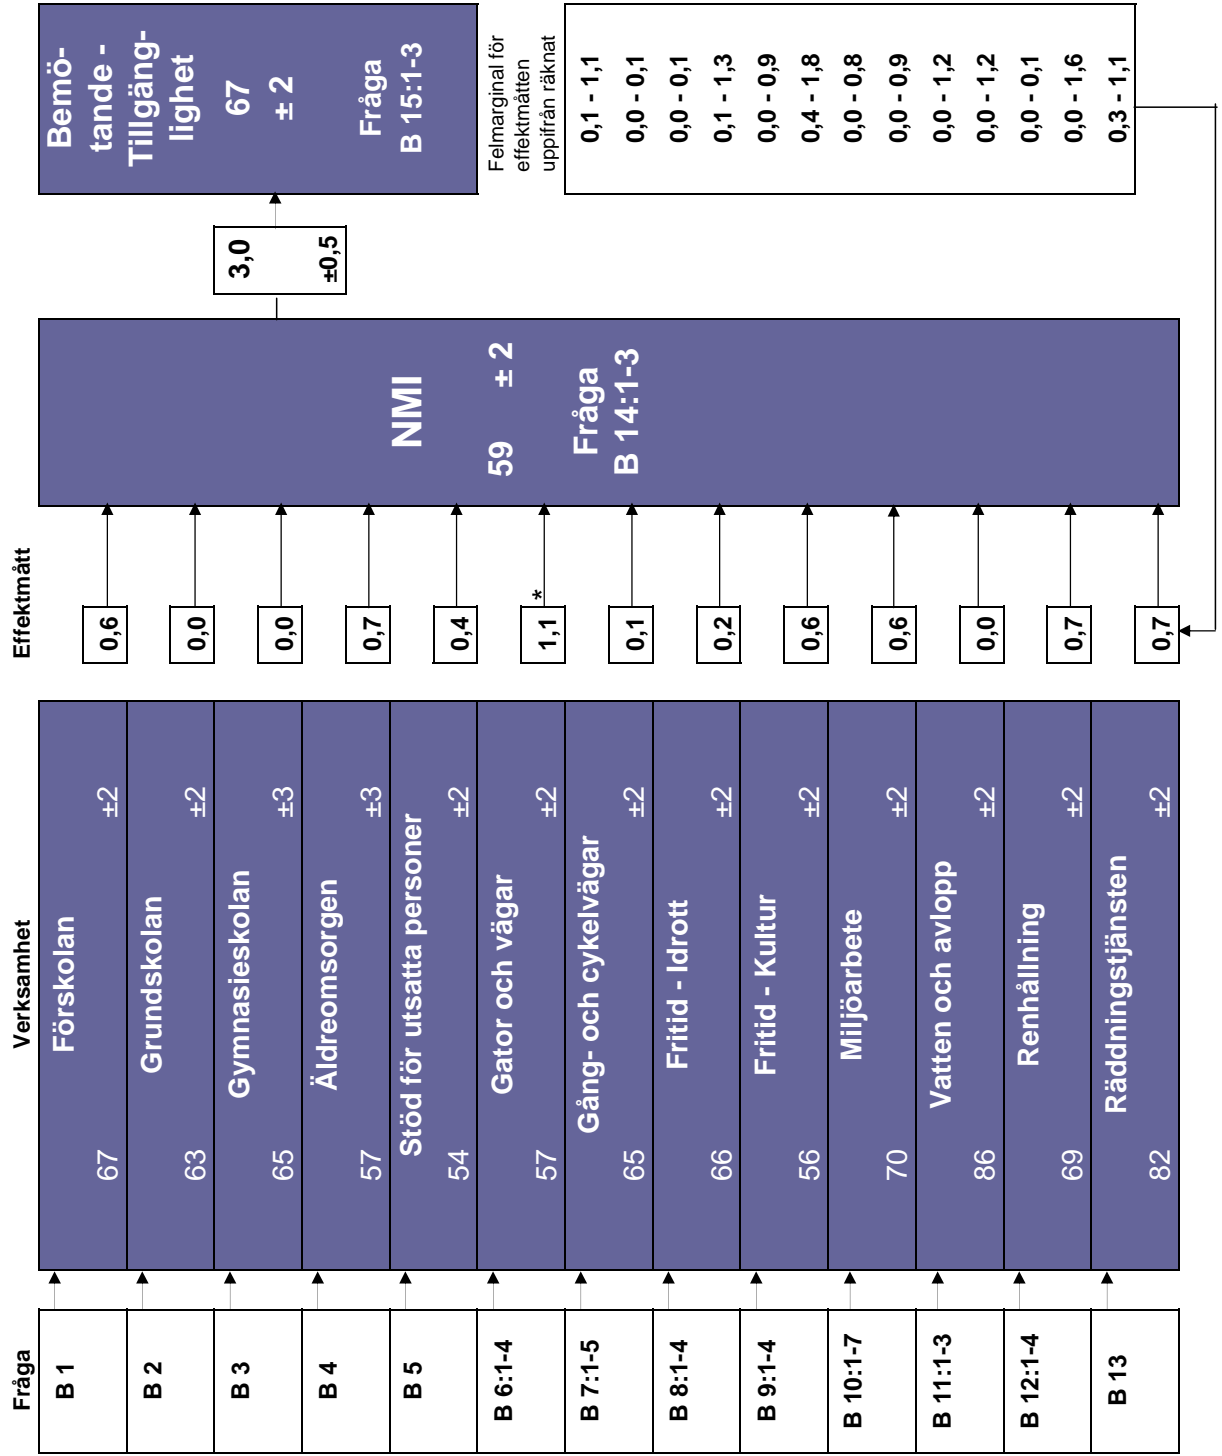 Fråga
Verksamhet
Effektmått
B 1
67
Förskolan
±2
0,6
B 2
63
Grundskolan
±2
0,0
B 3
65
Gymnasieskolan
±3
0,0
B 4
57
Äldreomsorgen
±3
0,7
B 5
54
Stöd för utsatta personer
±2
0,4
B 6:1-4
57
Gator och vägar
±2
1,1
*
B 7:1-5
65
Gång- och cykelvägar
±2
0,1
B 8:1-4
66
Fritid - Idrott
±2
0,2
B 9:1-4
56
Fritid - Kultur
±2
0,6
B 10:1-7
70
Miljöarbete
±2
0,6
B 11:1-3
86
Vatten och avlopp
±2
0,0
B 12:1-4
69
Renhållning
±2
0,7
B 13
82
Räddningstjänsten
±2
0,7
NMI
59 ± 2
Fråga
B 14:1-3
3,0
±0,5
Bemö-
tande -
Tillgäng-
lighet
67
± 2
Fråga
B 15:1-3
Felmarginal för
effektmåtten
uppifrån räknat
0,1 - 1,1
0,0 - 0,1
0,0 - 0,1
0,1 - 1,3
0,0 - 0,9
0,4 - 1,8
0,0 - 0,8
0,0 - 0,9
0,0 - 1,2
0,0 - 1,2
0,0 - 0,1
0,0 - 1,6
0,3 - 1,1